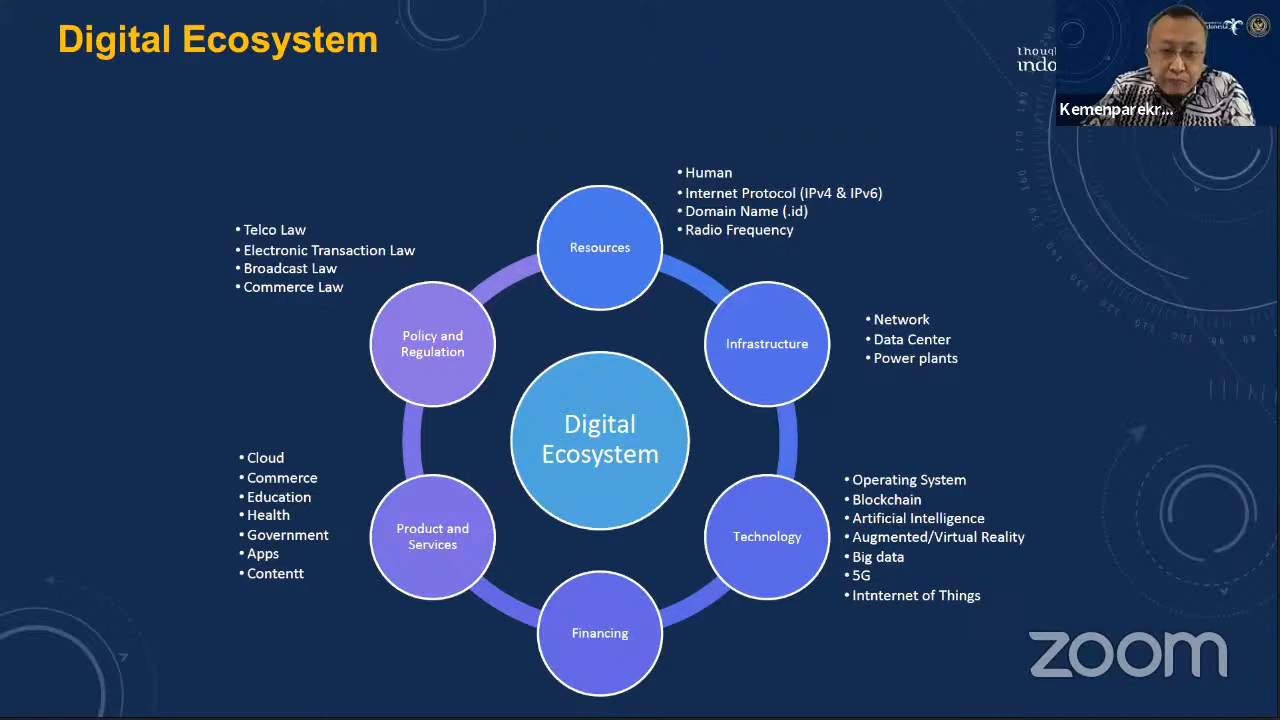 Digital Ecosystem
Kemenparekr...
• Human
• Internet Protocol (IPv4 & IPv6)
• Domain Name (.id)
• Radio Frequency
Resources
• Telco Law
• Electronic Transaction Law
• Broadcast Law
• Commerce Law
Policy and
Regulation
Infrastructure
• Network
• Data Center
• Power plants
Digital
Ecosystem
• Cloud
• Commerce
• Education
• Health
• Government
• Apps
• Contentt
Product and
Services
Technology
• Operating System
• Blockchain
• Artificial Intelligence
• Augmented/Virtual Reality
• Big data
• 5G
• Intnternet of Things
Financing
zoom